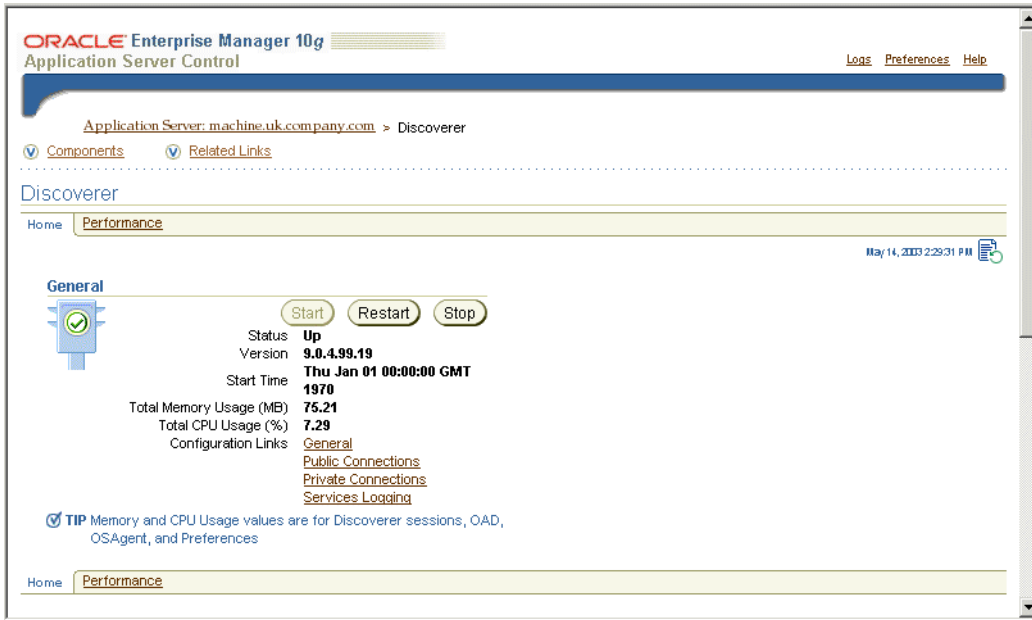 ORACLE Enterprise Manager 10g
Application Server Control
Logs Preferences Help
Application Server: machine.uk.company.com > Discoverer
Components Related Links
Discoverer
Home Performance
May 14, 2003 2:29:31 PM
General
Start Restart Stop
Status Up
Version 9.0.4.99.19
Start Time Thu Jan 01 00:00:00 GMT
1970
Total Memory Usage (MB) 75.21
Total CPU Usage (%) 7.29
Configuration Links General
Public Connections
Private Connections
Services Logging
TIP Memory and CPU Usage values are for Discoverer sessions, OAD,
OSAgent, and Preferences
Home Performance